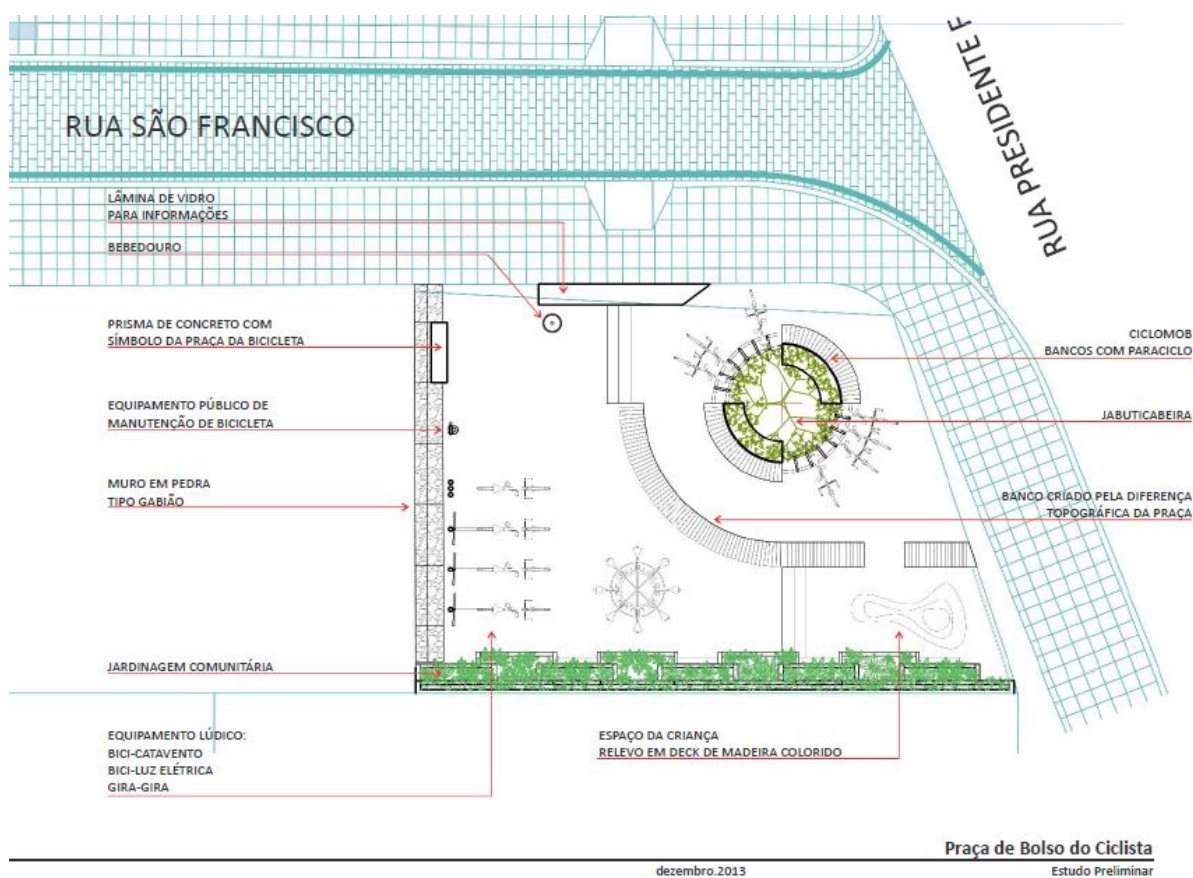 RUA SÃO FRANCISCO
RUA PRESIDENTE F
LÂMINA DE VIDRO
PARA INFORMAÇÕES
BEBEDOURO
PRISMA DE CONCRETO COM
SÍMBOLO DA PRAÇA DA BICICLETA
EQUIPAMENTO PÚBLICO DE
MANUTENÇÃO DE BICICLETA
MURO EM PEDRA
TIPO GABIÃO
JARDINAGEM COMUNITÁRIA
EQUIPAMENTO LÚDICO:
BICI-CATAVENTO
BICI-LUZ ELÉTRICA
GIRA-GIRA
CICLOMOB
BANCOS COM PARACICLO
JABUTICABEIRA
BANCO CRIADO PELA DIFERENÇA
TOPOGRÁFICA DA PRAÇA
ESPAÇO DA CRIANÇA
RELEVO EM DECK DE MADEIRA COLORIDO
Praça de Bolso do Ciclista
dezembro.2013
Estudo Preliminar